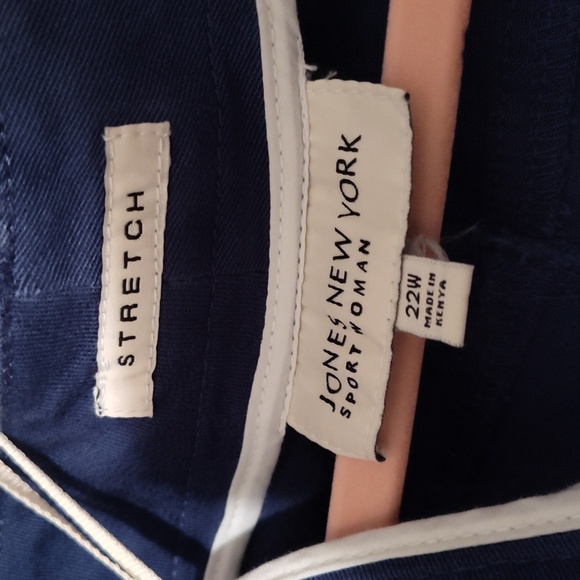 STRETCH
JONES NEW YORK
SPORT WOMAN
22W
MADE IN
KENYA